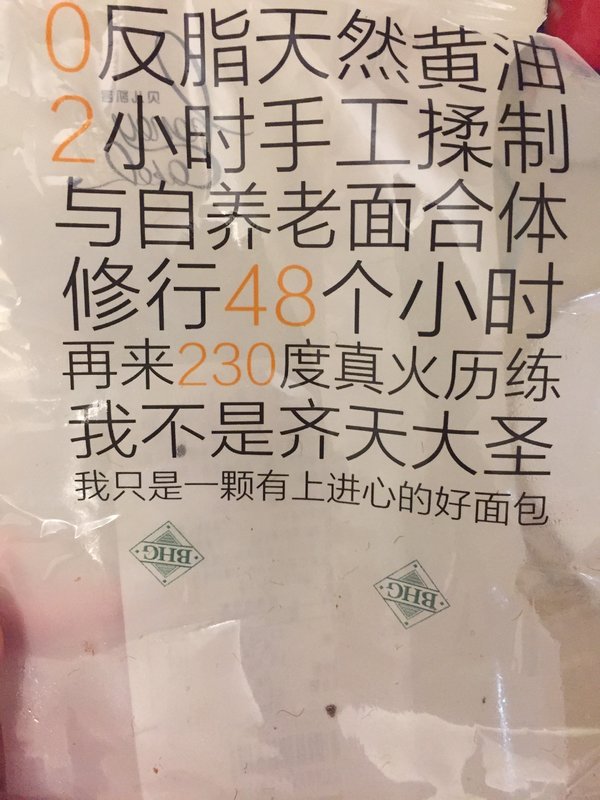 0反脂天然黄油
2小时手工揉制
与自养老面合体
修行48个小时
再来230度真火历练
我不是齐天大圣
我只是一颗有上进心的好面包
BHG
BHG